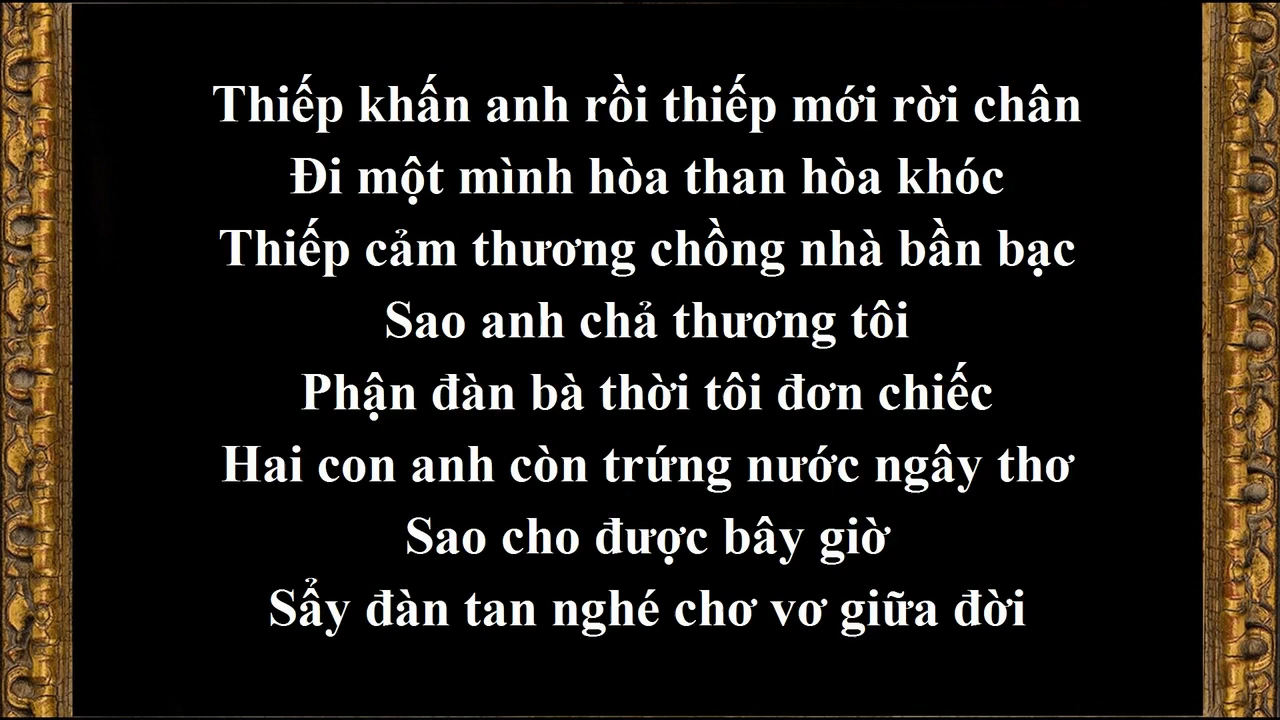 Thiếp khấn anh rồi thiếp mới rời chân
Đi một mình hòa than hòa khóc
Thiếp cảm thương chồng nhà bần bạc
Sao anh chả thương tôi
Phận đàn bà thời tôi đơn chiếc
Hai con anh còn trứng nước ngây thơ
Sao cho được bây giờ
Sẩy đàn tan nghé chơ vơ giữa đời